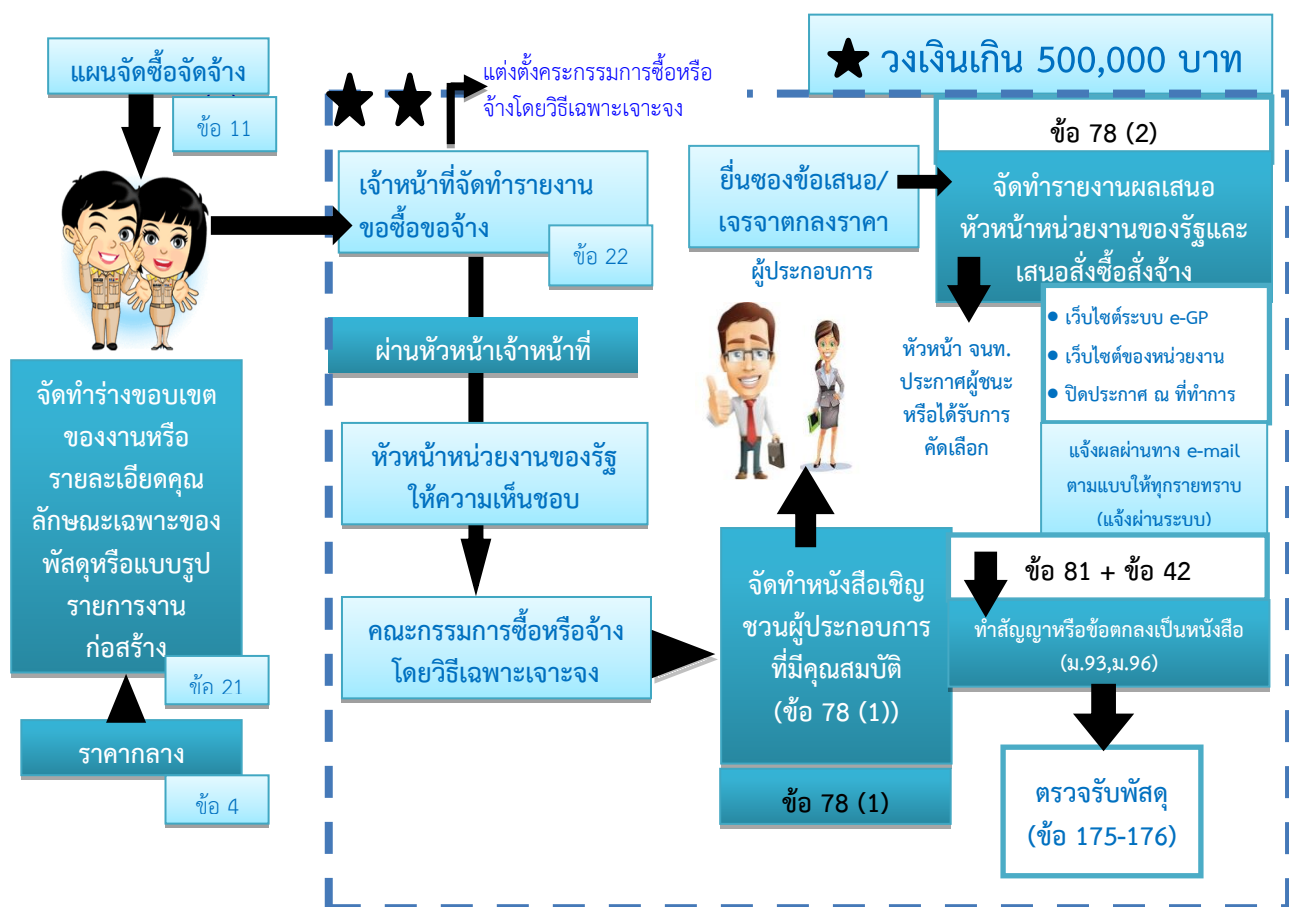 แผนจัดซื้อจัดจ้าง
ข้อ 11
จัดทำร่างขอบเขต
ของงานหรือ
รายละเอียดคุณ
ลักษณะเฉพาะของ
พัสดุหรือแบบรูป
รายการงาน
ก่อสร้าง
ข้อ 21
ราคากลาง
ข้อ 4
แต่งตั้งคระกรรมการซื้อหรือ
จ้างโดยวิธีเฉพาะเจาะจง
เจ้าหน้าที่จัดทำรายงาน
ขอซื้อขอจ้าง
ข้อ 22
ผ่านหัวหน้าเจ้าหน้าที่
หัวหน้าหน่วยงานของรัฐ
ให้ความเห็นชอบ
คณะกรรมการซื้อหรือจ้าง
โดยวิธีเฉพาะเจาะจง
จัดทำหนังสือเชิญ
ชวนผู้ประกอบการ
ที่มีคุณสมบัติ
(ข้อ 78 (1))
ข้อ 78 (1)
ยื่นซองข้อเสนอ/
เจรจาตกลงราคา
ผู้ประกอบการ
★ วงเงินเกิน 500,000 บาท
ข้อ 78 (2)
จัดทำรายงานผลเสนอ
หัวหน้าหน่วยงานของรัฐและ
เสนอสั่งซื้อสั่งจ้าง
หัวหน้า จนท.
ประกาศผู้ชนะ
หรือได้รับการ
คัดเลือก
• เว็บไซต์ระบบ e-GP
• เว็บไซต์ของหน่วยงาน
• ปิดประกาศ ณ ที่ทำการ
แจ้งผลผ่านทาง e-mail
ตามแบบให้ทุกรายทราบ
(แจ้งผ่านระบบ)
ข้อ 81 + ข้อ 42
ทำสัญญาหรือข้อตกลงเป็นหนังสือ
(ม.93,ม.96)
ตรวจรับพัสดุ
(ข้อ 175-176)